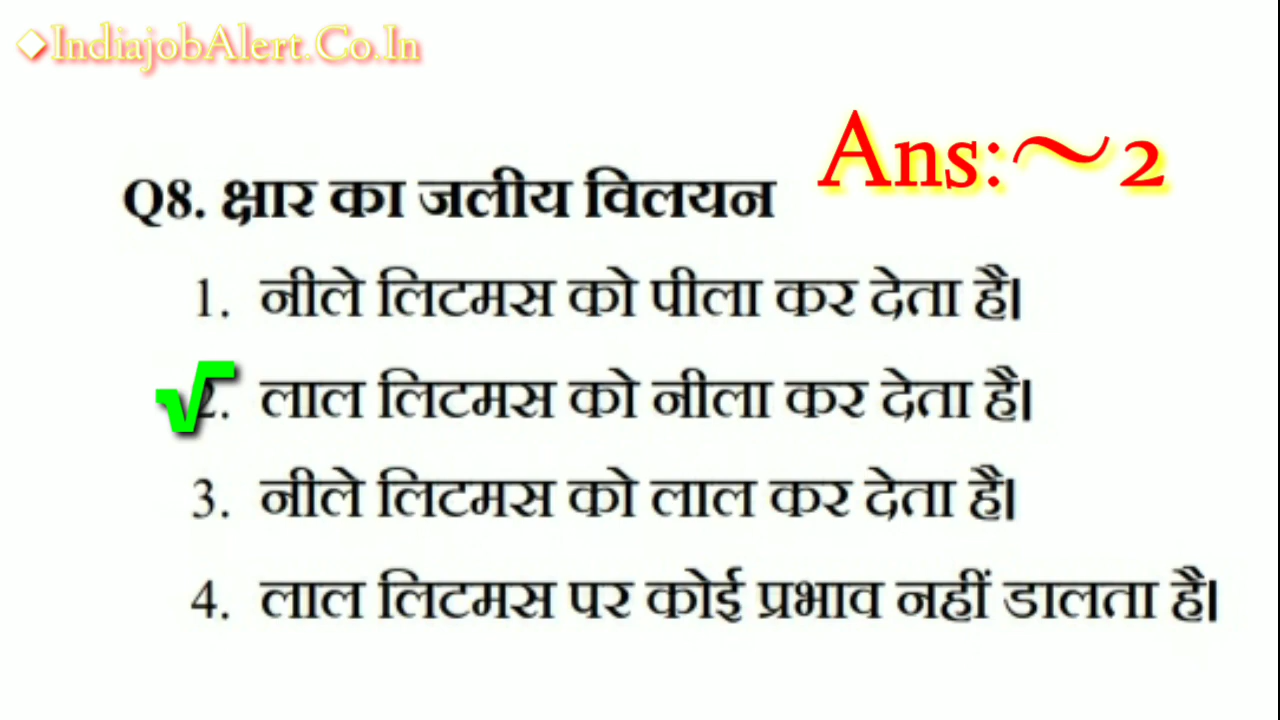 ◆IndiajobAlert.Co.In
Ans:~2
Q8. क्षार का जलीय विलयन
1. नीले लिटमस को पीला कर देता है।
√2. लाल लिटमस को नीला कर देता है।
3. नीले लिटमस को लाल कर देता है।
4. लाल लिटमस पर कोई प्रभाव नहीं डालता है।